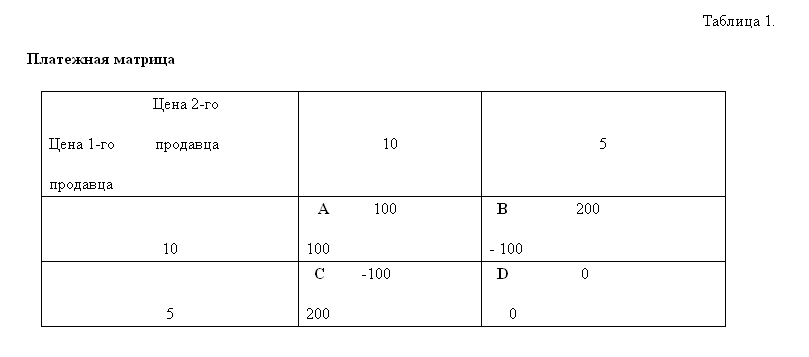 Таблица 1.
Платежная матрица
Цена 2-го
Цена 1-го продавца 10 5
продавца
A 100 B 200
10 100 - 100
C -100 D 0
5 200 0